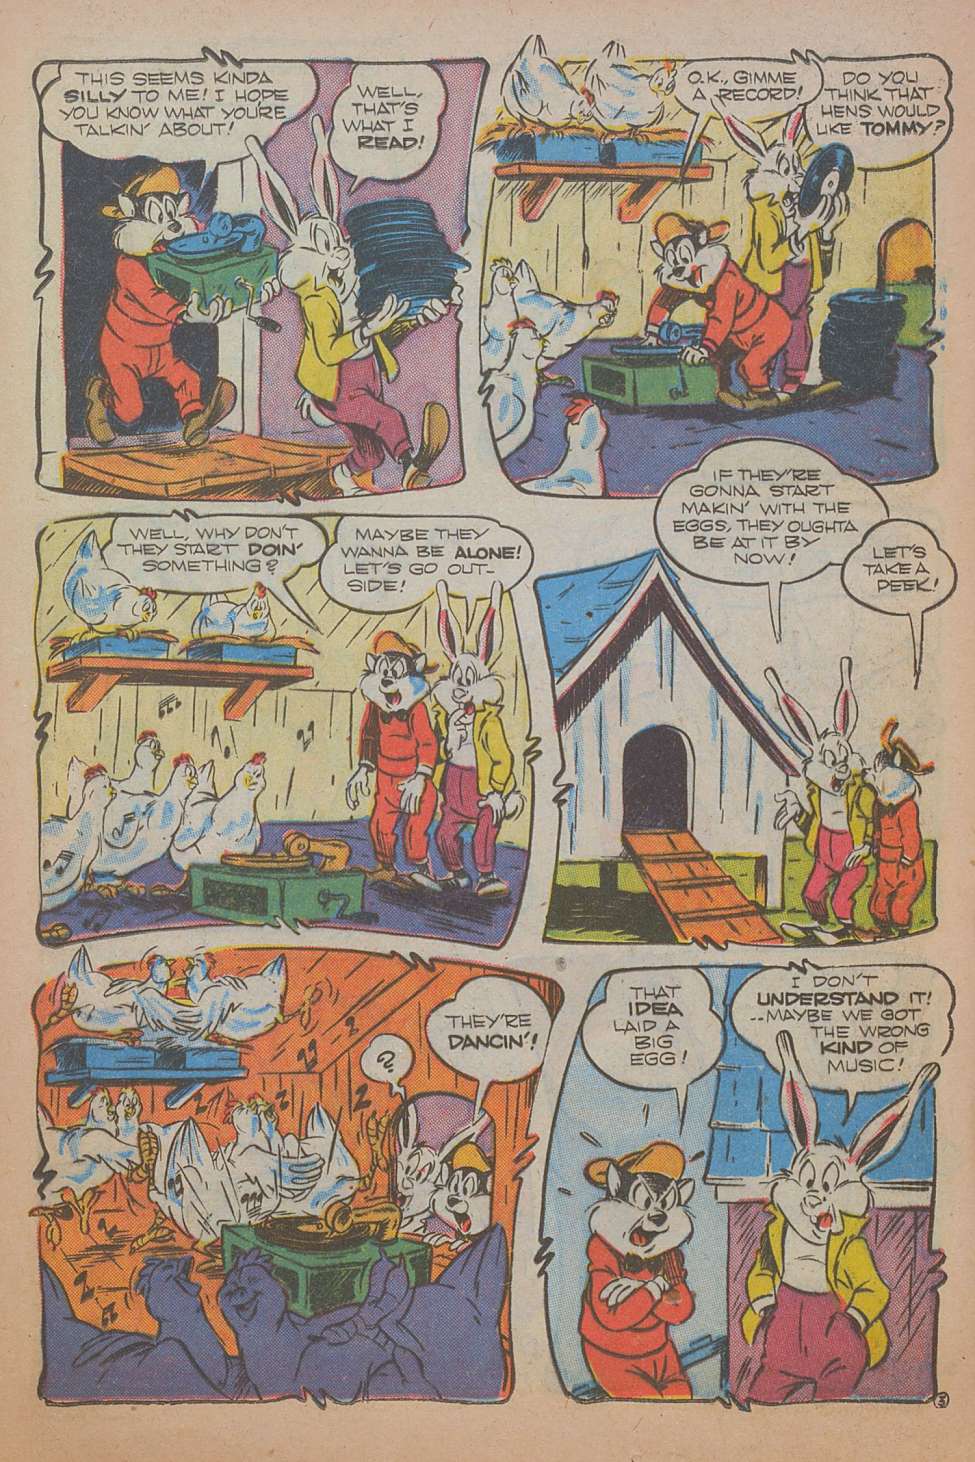 THIS SEEMS KINDA
SILLY TO ME! I HOPE
YOU KNOW WHAT YOU'RE
TALKIN' ABOUT!
WELL,
THAT'S
WHAT I
READ!
O.K., GIMME
A RECORD!
DO YOU
THINK THAT
HENS WOULD
LIKE TOMMY?
WELL, WHY DON'T
THEY START DOIN'
SOMETHING?
MAYBE THEY
WANNA BE ALONE!
LET'S GO OUT-
SIDE!
IF THEY'RE
GONNA START
MAKIN' WITH THE
EGGS, THEY OUGHTA
BE AT IT BY
NOW!
LET'S
TAKE A
PEEK!
?
THEY'RE
DANCIN'!
THAT
IDEA
LAID A
BIG
EGG!
I DON'T
UNDERSTAND IT!
--MAYBE WE GOT
THE WRONG
KIND OF
MUSIC!
3